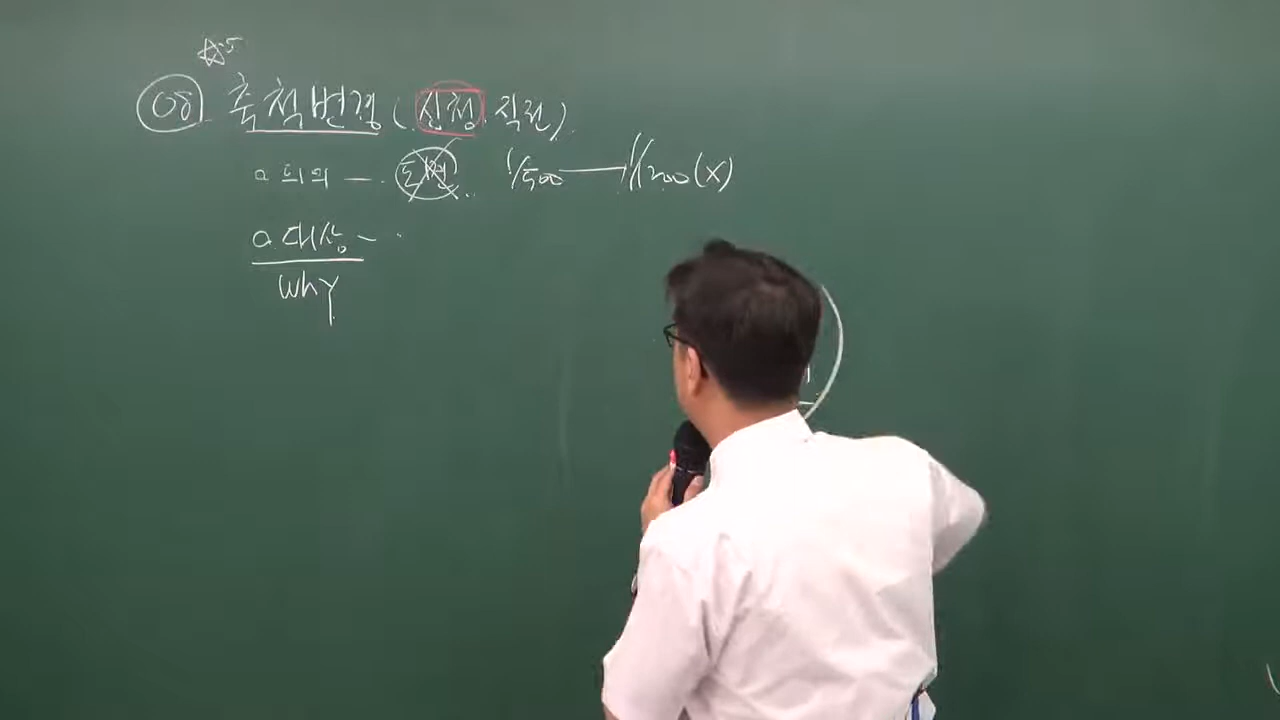 ☆5
08 축척변경 (신청. 직권).
a 의의 — 도면 1/500 — 1/1200(X)
a 대상 -
why